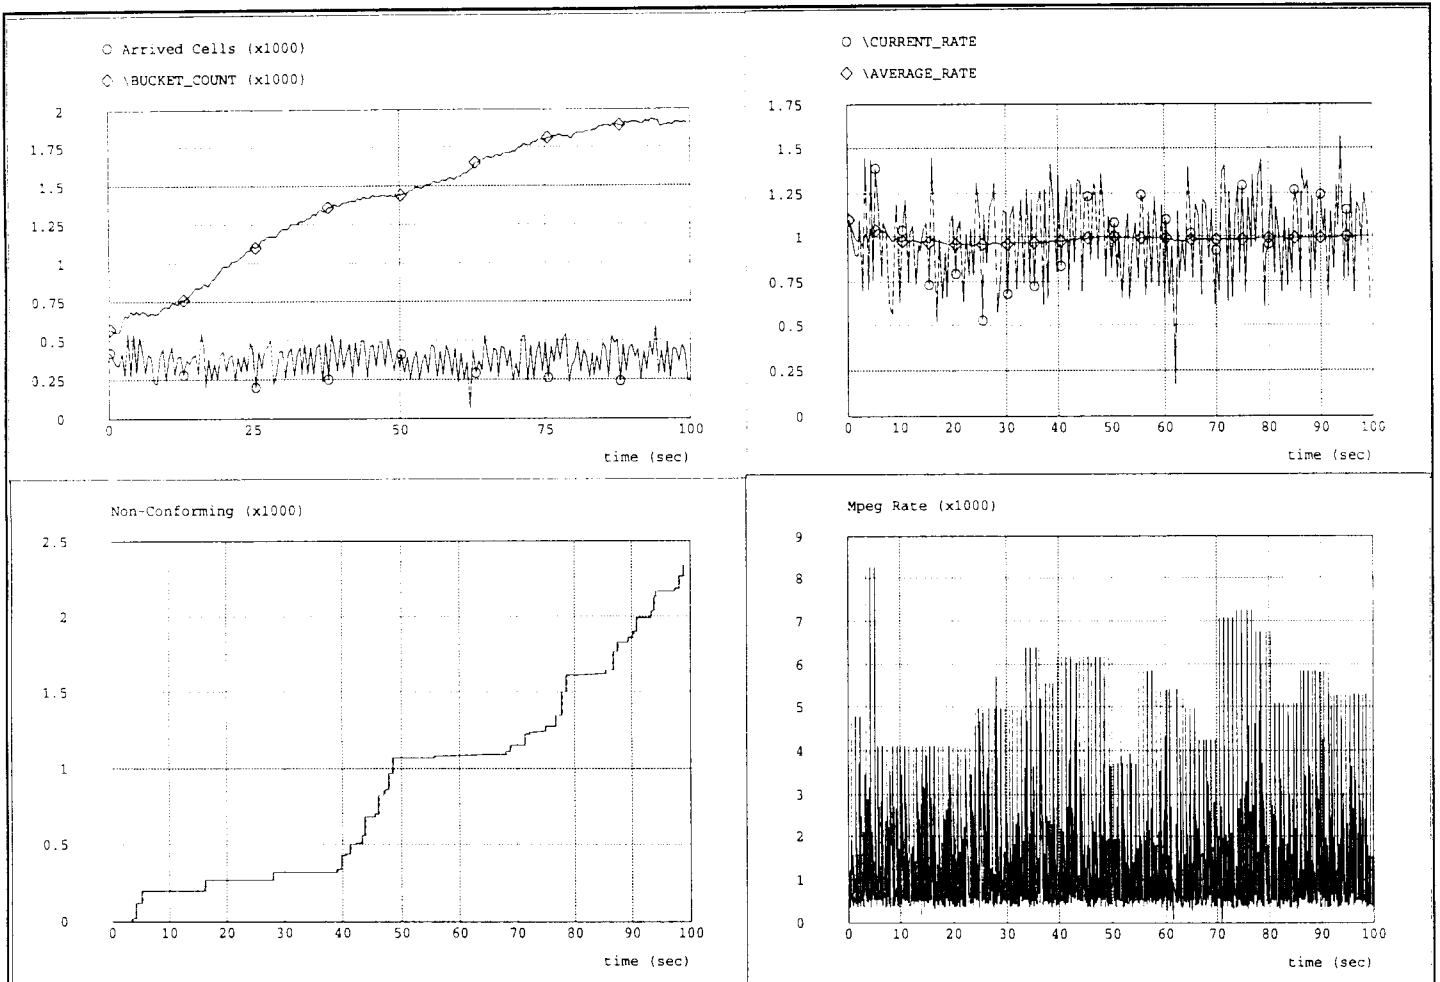 Arrived Cells (x1000)
\BUCKET_COUNT (x1000)
2
1.75
1.5
1.25
1
0.75
0.5
0.25
0
0 25 50 75 100
time (sec)
\CURRENT_RATE
\AVERAGE_RATE
1.75
1.5
1.25
1
0.75
0.5
0.25
0
0 10 20 30 40 50 60 70 80 90 100
time (sec)
Non-Conforming (x1000)
2.5
2
1.5
1
0.5
0
0 10 20 30 40 50 60 70 80 90 100
time (sec)
Mpeg Rate (x1000)
9
8
7
6
5
4
3
2
1
0
0 10 20 30 40 50 60 70 80 90 100
time (sec)